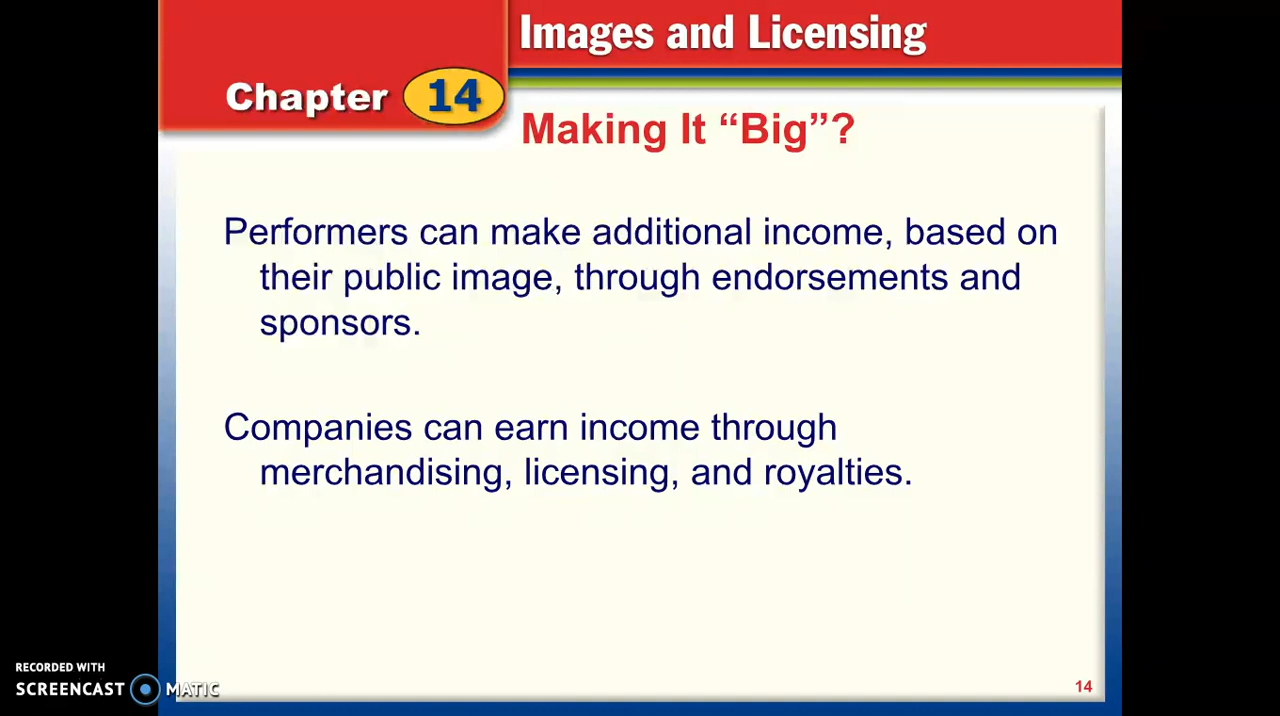 Images and Licensing
Chapter 14
Making It “Big”?
Performers can make additional income, based on
their public image, through endorsements and
sponsors.
Companies can earn income through
merchandising, licensing, and royalties.
RECORDED WITH
SCREENCAST MATIC
14